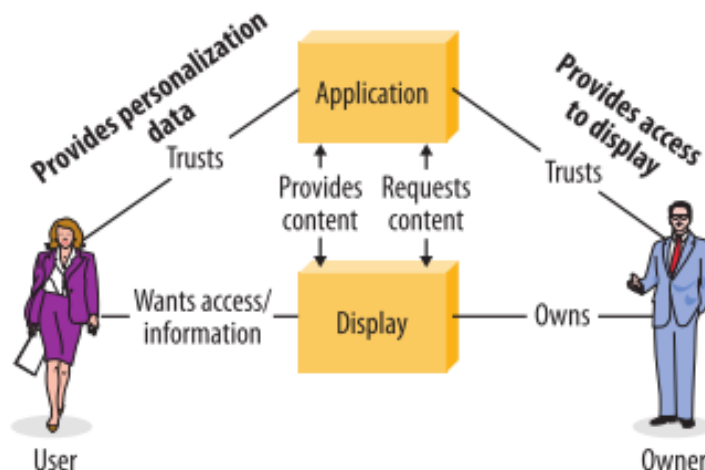 Provides personalization
data
Provides access
to display
Application
Trusts
Trusts
Provides
content
Requests
content
Wants access/
information
Display
Owns
User
Owner